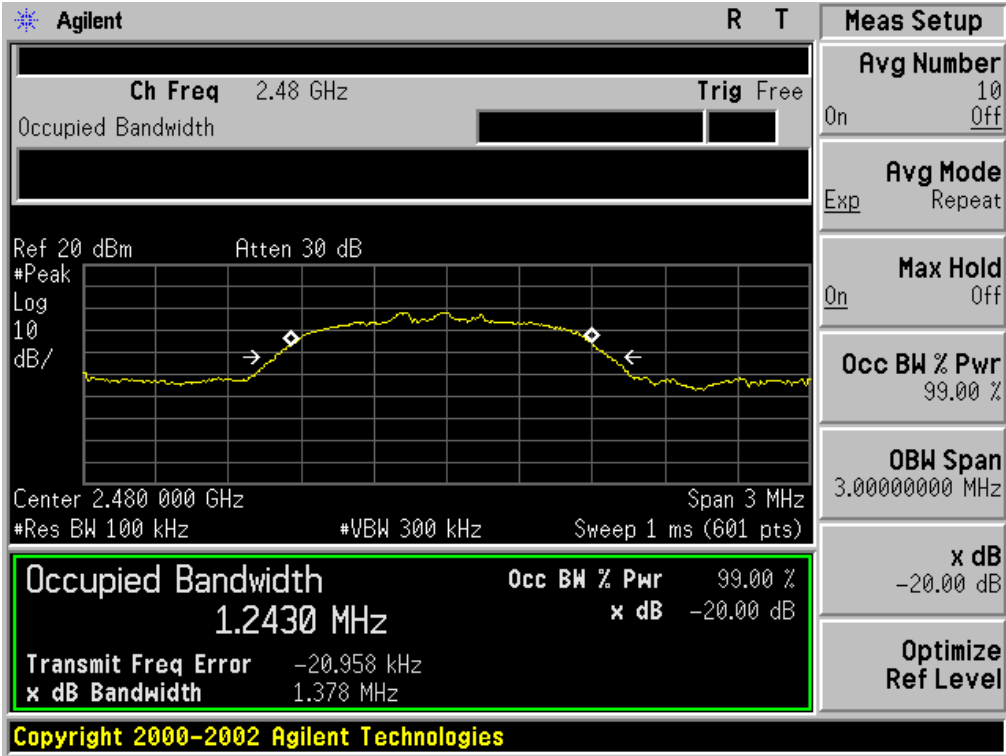 Agilent R T
Ch Freq 2.48 GHz Trig Free
Occupied Bandwidth
Ref 20 dBm Atten 30 dB
#Peak
Log
10
dB/
Center 2.480 000 GHz Span 3 MHz
#Res BW 100 kHz #VBW 300 kHz Sweep 1 ms (601 pts)
Occupied Bandwidth
1.2430 MHz
Occ BW % Pwr 99.00 %
x dB -20.00 dB
Transmit Freq Error -20.958 kHz
x dB Bandwidth 1.378 MHz
Copyright 2000-2002 Agilent Technologies
Meas Setup
Avg Number
10
On Off
Avg Mode
Exp Repeat
Max Hold
On Off
Occ BW % Pwr
99.00 %
OBW Span
3.00000000 MHz
x dB
-20.00 dB
Optimize
Ref Level